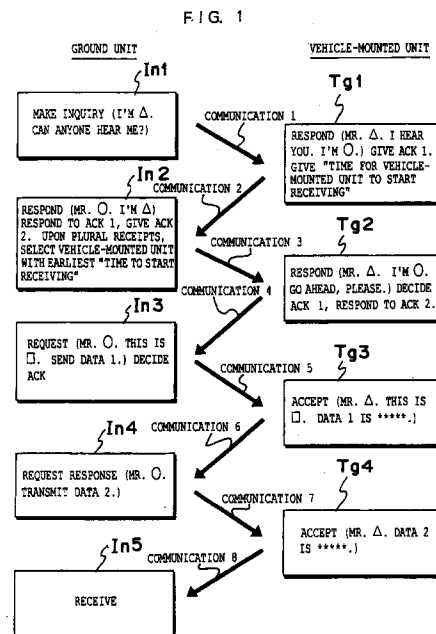 FIG. 1
GROUND UNIT
VEHICLE-MOUNTED UNIT
In1
MAKE INQUIRY (I'M Δ.
CAN ANYONE HEAR ME?)
COMMUNICATION 1
Tg1
RESPOND (MR. Δ. I HEAR
YOU. I'M O.) GIVE ACK 1.
GIVE "TIME FOR VEHICLE-
MOUNTED UNIT TO START
RECEIVING"
COMMUNICATION 2
In2
RESPOND (MR. O. I'M Δ)
RESPOND TO ACK 1, GIVE ACK
2. UPON PLURAL RECEIPTS,
SELECT VEHICLE-MOUNTED UNIT
WITH EARLIEST "TIME TO START
RECEIVING"
COMMUNICATION 3
Tg2
RESPOND (MR. Δ. I'M O.
GO AHEAD, PLEASE.) DECIDE
ACK 1, RESPOND TO ACK 2.
COMMUNICATION 4
In3
REQUEST (MR. O. THIS IS
□. SEND DATA 1.) DECIDE
ACK
COMMUNICATION 5
Tg3
ACCEPT (MR. Δ. THIS IS
□. DATA 1 IS *****.)
COMMUNICATION 6
In4
REQUEST RESPONSE (MR. O.
TRANSMIT DATA 2.)
COMMUNICATION 7
Tg4
ACCEPT (MR. Δ. DATA 2
IS *****.)
COMMUNICATION 8
In5
RECEIVE